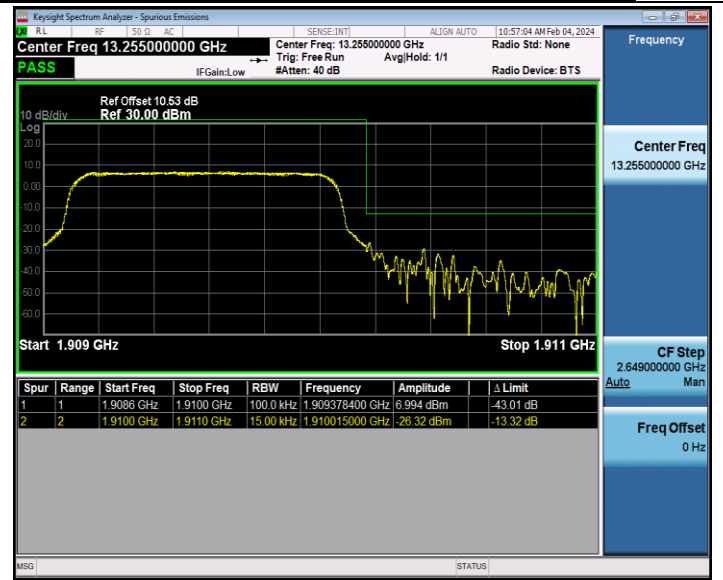 Keysight Spectrum Analyzer - Spurious Emissions
RL RF 50 Ω AC SENSE:INT ALIGN AUTO 10:57:04 AM Feb 04, 2024
Center Freq 13.255000000 GHz Center Freq: 13.255000000 GHz Radio Std: None
Trig: Free Run Avg|Hold: 1/1
PASS IFGain:Low #Atten: 40 dB Radio Device: BTS
Ref Offset 10.53 dB
10 dB/div Ref 30.00 dBm
Log
20.0
10.0
0.00
-10.0
-20.0
-30.0
-40.0
-50.0
-60.0
Start 1.909 GHz Stop 1.911 GHz
Spur Range Start Freq Stop Freq RBW Frequency Amplitude Δ Limit
1 1 1.9086 GHz 1.9100 GHz 100.0 kHz 1.909378400 GHz 6.994 dBm -43.01 dB
2 2 1.9100 GHz 1.9110 GHz 15.00 kHz 1.910015000 GHz -26.32 dBm -13.32 dB
MSG STATUS
Frequency
Center Freq
13.255000000 GHz
CF Step
2.649000000 GHz
Auto Man
Freq Offset
0 Hz